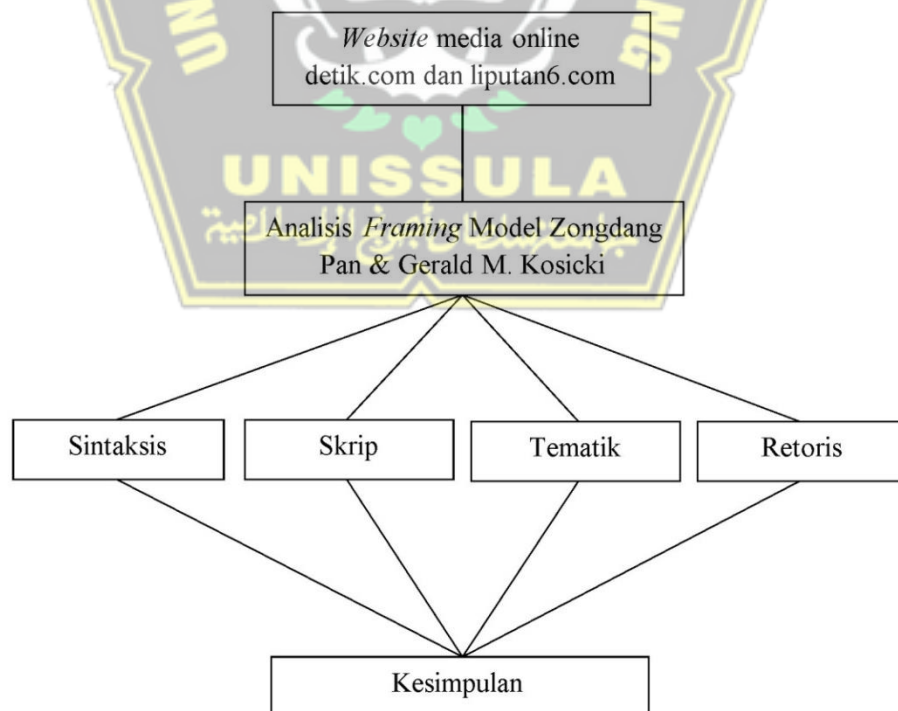 Website media online
detik.com dan liputan6.com
UNISSULA
Analisis Framing Model Zongdang
Pan & Gerald M. Kosicki
Sintaksis
Skrip
Tematik
Retoris
Kesimpulan